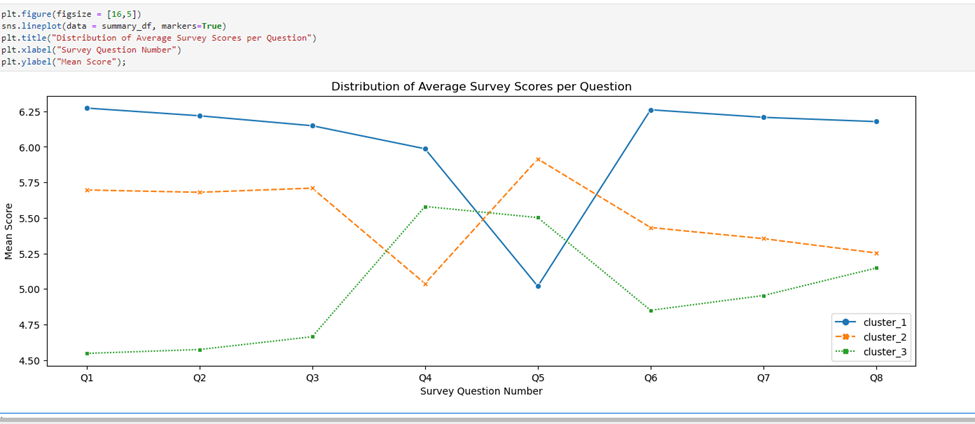 plt.figure(figsize = [16,5])
sns.lineplot(data = summary_df, markers=True)
plt.title("Distribution of Average Survey Scores per Question")
plt.xlabel("Survey Question Number")
plt.ylabel("Mean Score");
Distribution of Average Survey Scores per Question
6.25
6.00
5.75
5.50
5.25
5.00
4.75
4.50
Mean Score
cluster_1
cluster_2
cluster_3
Q1 Q2 Q3 Q4 Q5 Q6 Q7 Q8
Survey Question Number